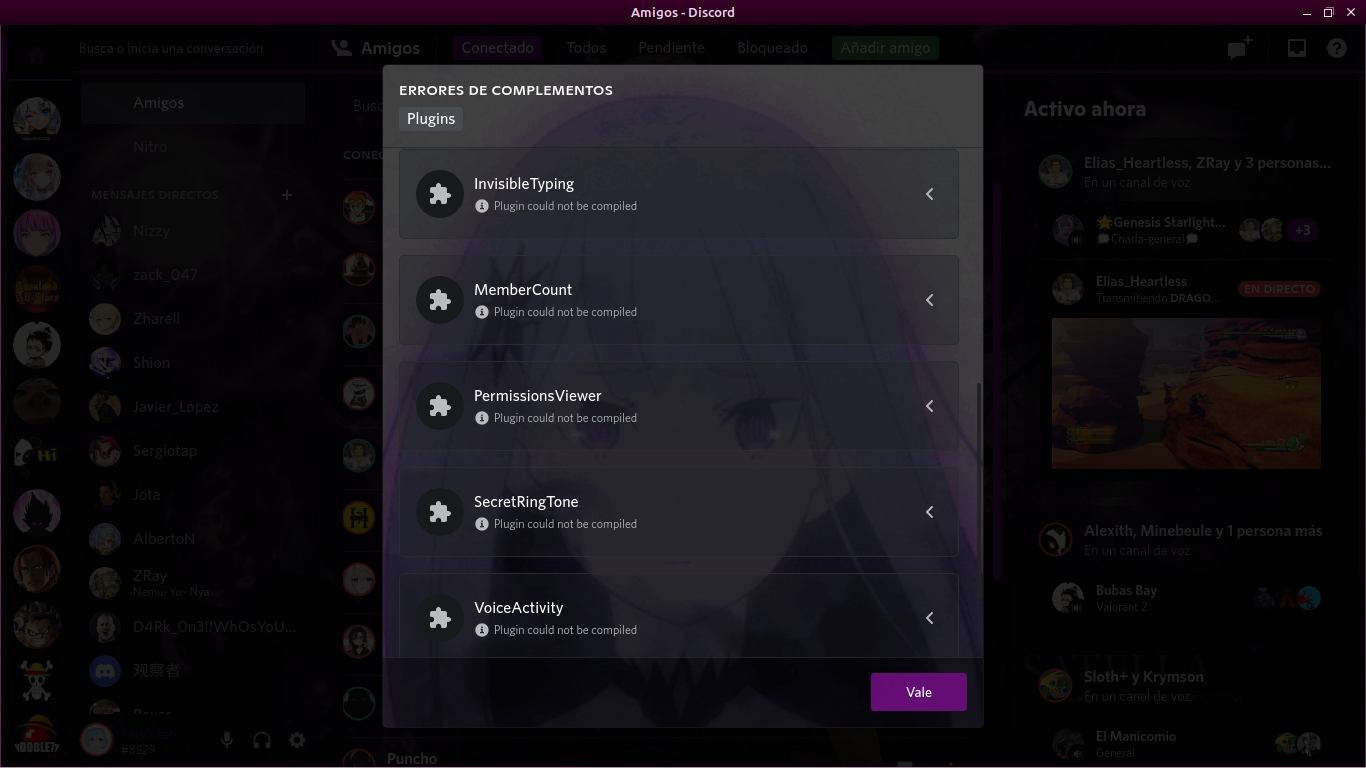 Amigos - Discord
Busca o inicia una conversación
Amigos
Conectado
Todos
Pendiente
Bloqueado
Añadir amigo
Amigos
Nitro
MENSAJES DIRECTOS
Nizzy
zack_047
Zharell
Shion
Javier_Lopez
Sergiotap
Jota
AlbertoN
ZRay
Nemui Yo~ Nya
D4Rk_0n3!!WhOsYoU...
观察者
Sergiotap
#8529
Busc
CONEC
ERRORES DE COMPLEMENTOS
Plugins
InvisibleTyping
Plugin could not be compiled
MemberCount
Plugin could not be compiled
PermissionsViewer
Plugin could not be compiled
SecretRingTone
Plugin could not be compiled
VoiceActivity
Plugin could not be compiled
Vale
Puncho
Activo ahora
Elias_Heartless, ZRay y 3 personas...
En un canal de voz
Genesis Starlight...
Charla-general
+3
Elias_Heartless
Transmitiendo DRAGO...
EN DIRECTO
Alexith, Minebeule y 1 persona más
En un canal de voz
Bubas Bay
Valorant 2
Sloth+ y Krymson
En un canal de voz
El Manicomio
General